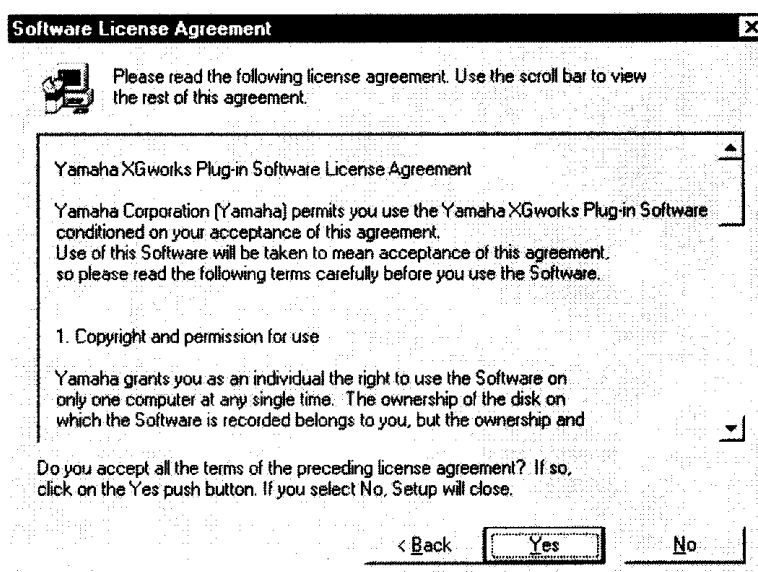 Software License Agreement
Please read the following license agreement. Use the scroll bar to view
the rest of this agreement.
Yamaha XGworks Plug-in Software License Agreement
Yamaha Corporation (Yamaha) permits you use the Yamaha XGworks Plug-in Software
conditioned on your acceptance of this agreement.
Use of this Software will be taken to mean acceptance of this agreement,
so please read the following terms carefully before you use the Software.
1. Copyright and permission for use
Yamaha grants you as an individual the right to use the Software on
only one computer at any single time. The ownership of the disk on
which the Software is recorded belongs to you, but the ownership and
Do you accept all the terms of the preceding license agreement? If so,
click on the Yes push button. If you select No, Setup will close.
< Back Yes No